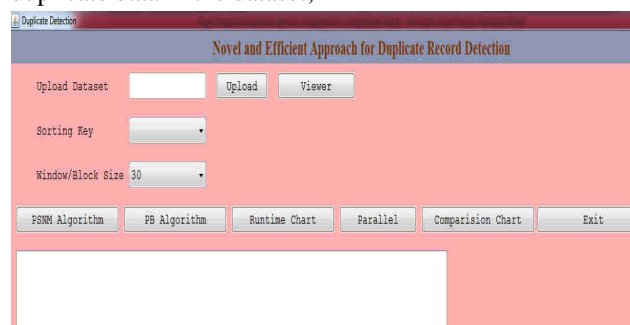 Duplicate Detection
Novel and Efficient Approach for Duplicate Record Detection
Upload Dataset Upload Viewer
Sorting Key
Window/Block Size 30
PSNM Algorithm PB Algorithm Runtime Chart Parallel Comparision Chart Exit